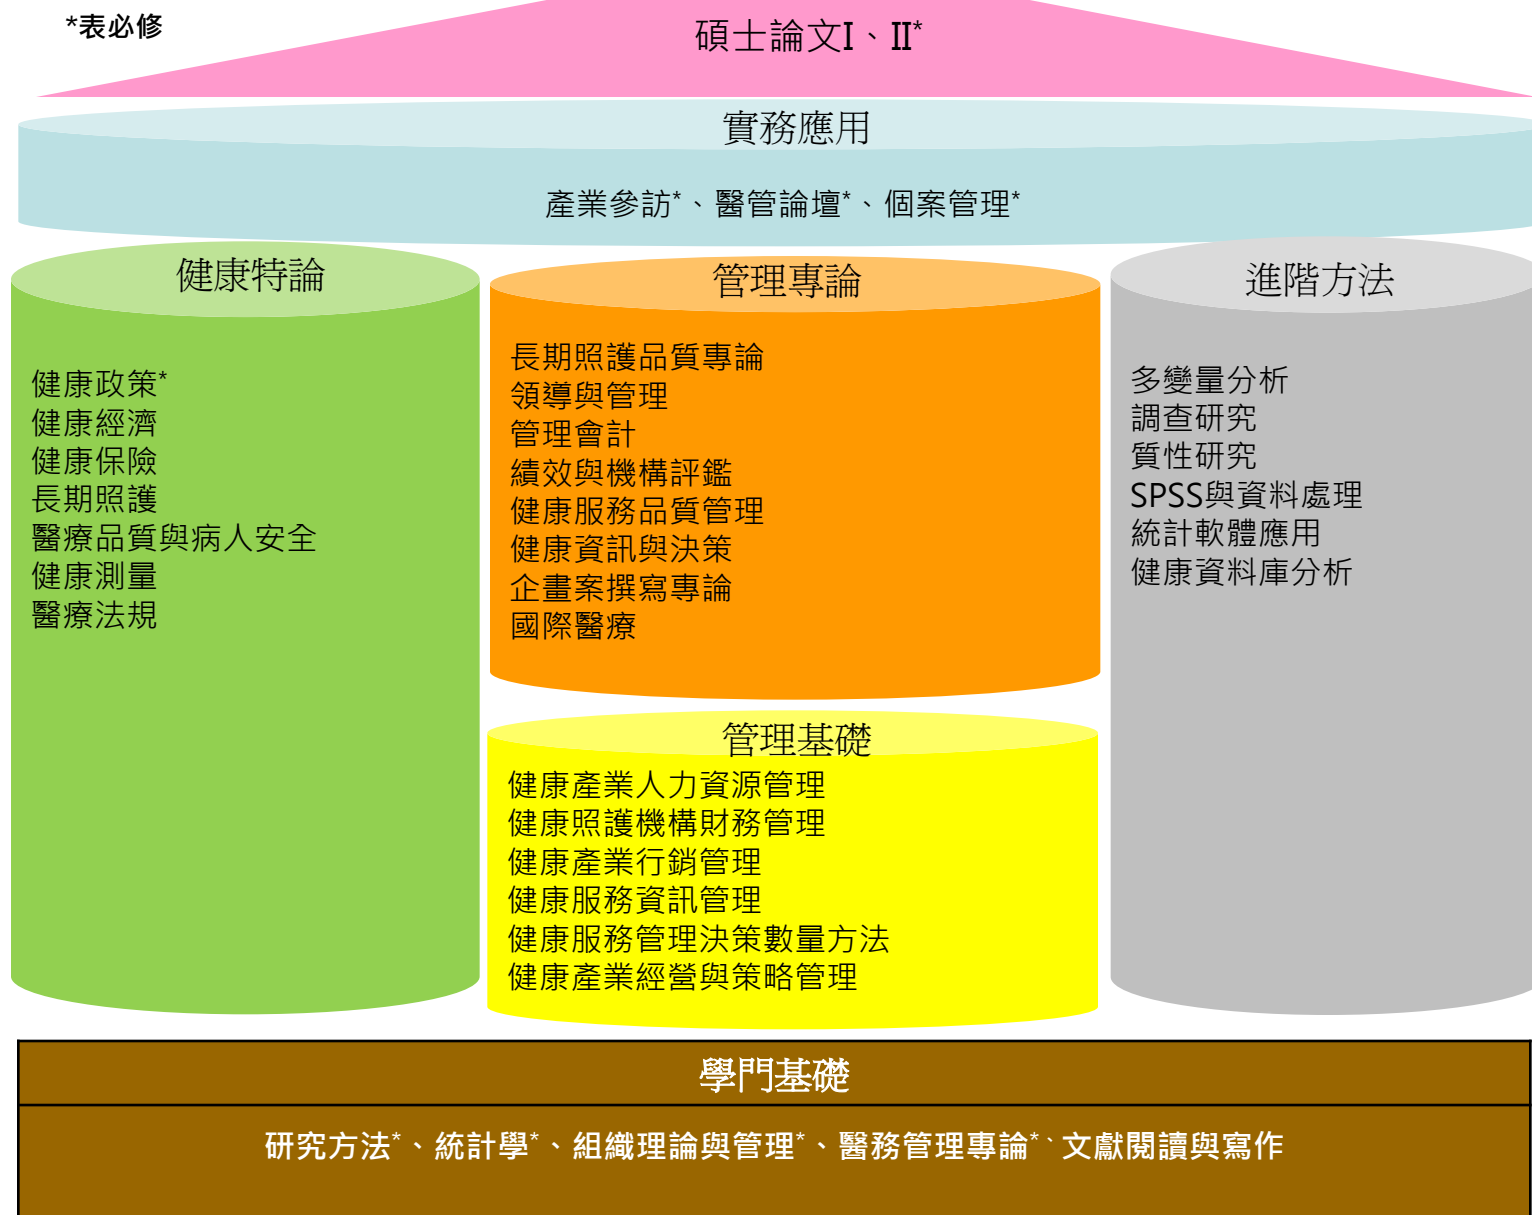 *表必修
碩士論文I、II*
實務應用
產業參訪*、醫管論壇*、個案管理*
健康特論
健康政策*
健康經濟
健康保險
長期照護
醫療品質與病人安全
健康測量
醫療法規
管理專論
長期照護品質專論
領導與管理
管理會計
績效與機構評鑑
健康服務品質管理
健康資訊與決策
企畫案撰寫專論
國際醫療
管理基礎
健康產業人力資源管理
健康照護機構財務管理
健康產業行銷管理
健康服務資訊管理
健康服務管理決策數量方法
健康產業經營與策略管理
進階方法
多變量分析
調查研究
質性研究
SPSS與資料處理
統計軟體應用
健康資料庫分析
學門基礎
研究方法*、統計學*、組織理論與管理*、醫務管理專論*、文獻閱讀與寫作